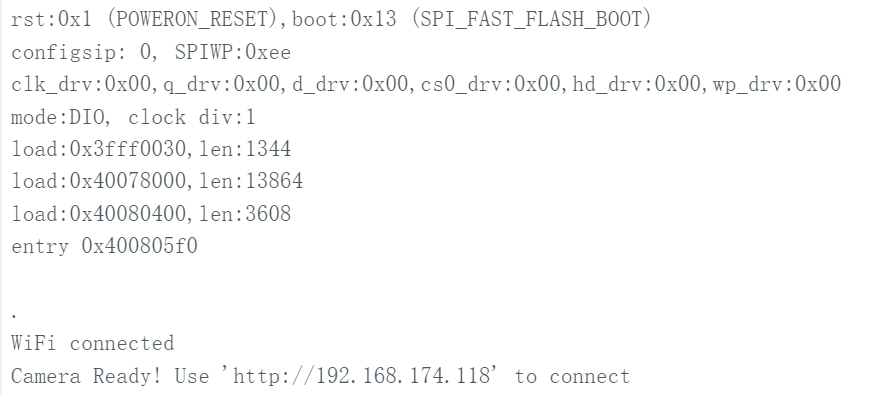 rst:0x1 (POWERON_RESET),boot:0x13 (SPI_FAST_FLASH_BOOT)
configsip: 0, SPIWP:0xee
clk_drv:0x00,q_drv:0x00,d_drv:0x00,cs0_drv:0x00,hd_drv:0x00,wp_drv:0x00
mode:DIO, clock div:1
load:0x3fff0030,len:1344
load:0x40078000,len:13864
load:0x40080400,len:3608
entry 0x400805f0
.
WiFi connected
Camera Ready! Use 'http://192.168.174.118' to connect